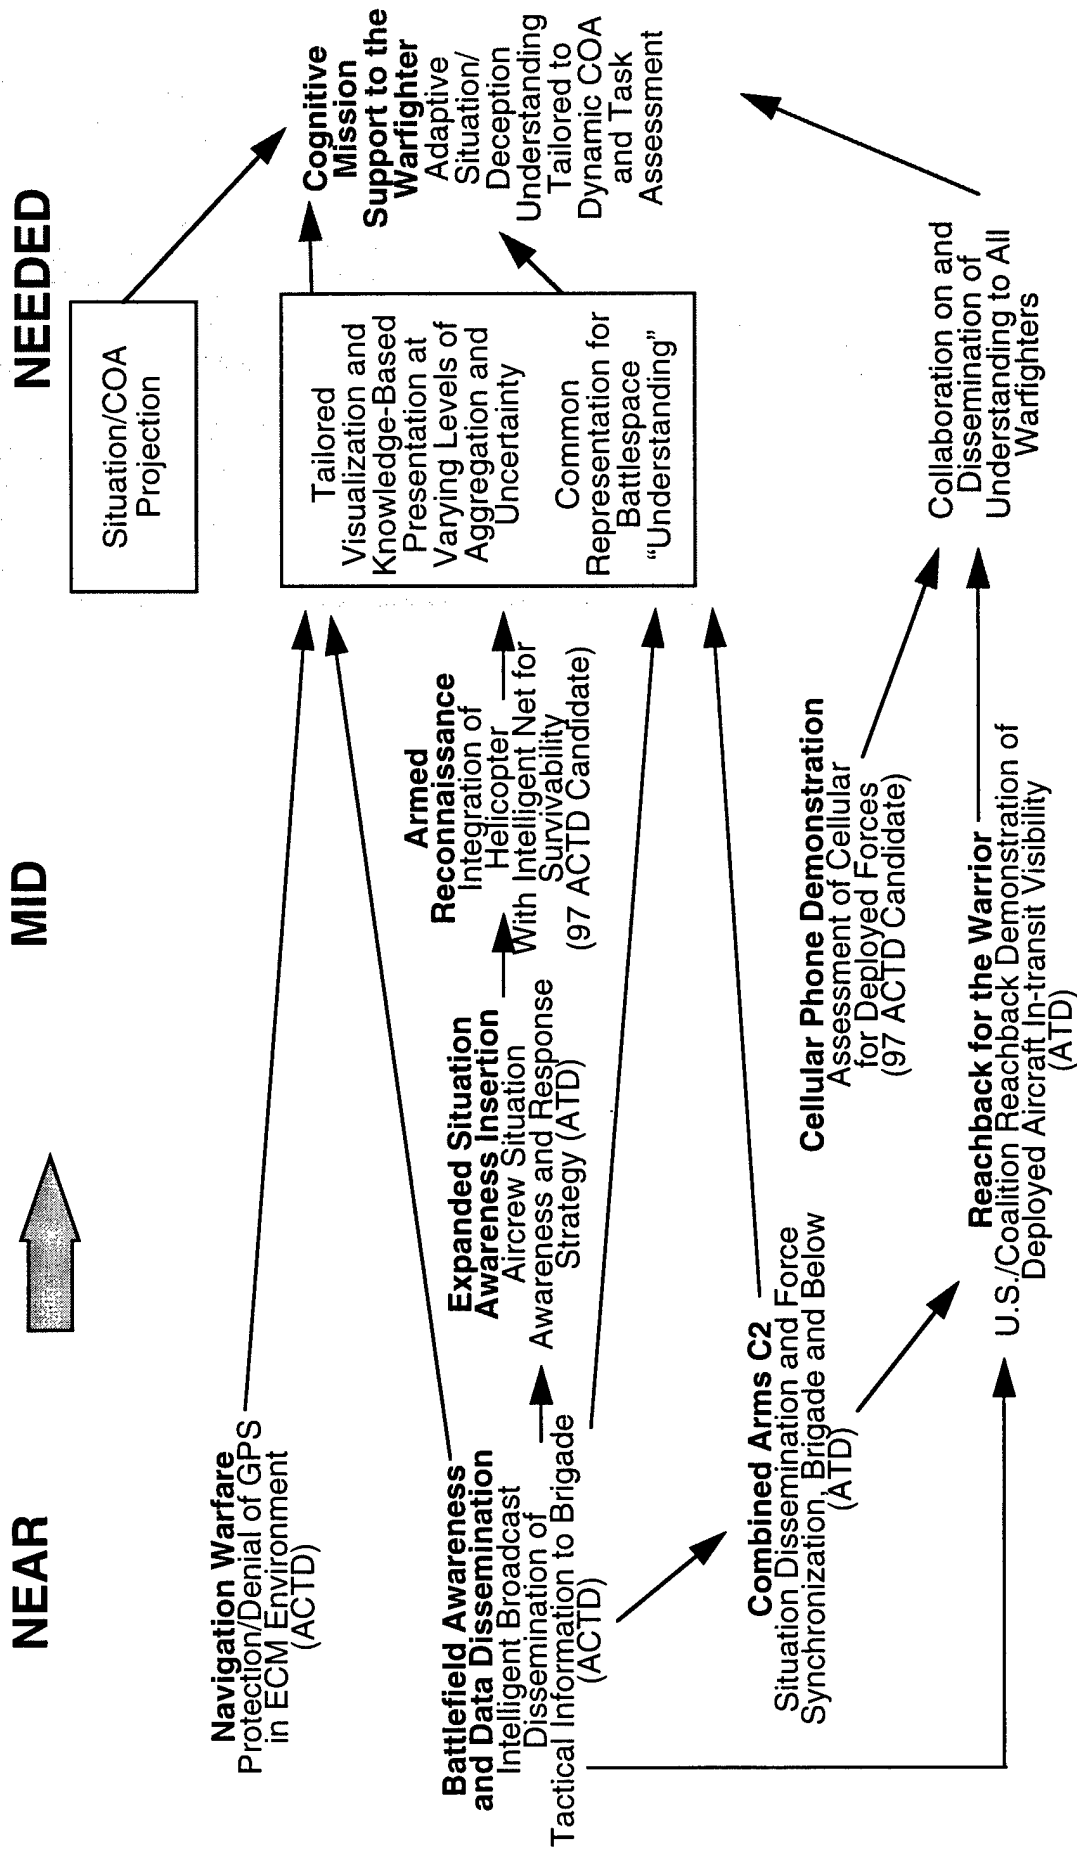 NEAR
MID
NEEDED
Navigation Warfare
Protection/Denial of GPS
in ECM Environment
(ACTD)
Battlefield Awareness
and Data Dissemination
Intelligent Broadcast
Dissemination of
Tactical Information to Brigade
(ACTD)
Combined Arms C2
Situation Dissemination and Force
Synchronization, Brigade and Below
(ATD)
Expanded Situation
Awareness Insertion
Aircrew Situation
Awareness and Response
Strategy (ATD)
Armed
Reconnaissance
Integration of
Helicopter
With Intelligent Net for
Survivability
(97 ACTD Candidate)
Cellular Phone Demonstration
Assessment of Cellular
for Deployed Forces
(97 ACTD Candidate)
Reachback for the Warrior
U.S./Coalition Reachback Demonstration of
Deployed Aircraft In-transit Visibility
(ATD)
Situation/COA
Projection
Tailored
Visualization and
Knowledge-Based
Presentation at
Varying Levels of
Aggregation and
Uncertainty
Common
Representation for
Battlespace
“Understanding”
Collaboration on and
Dissemination of
Understanding to All
Warfighters
Cognitive
Mission
Support to the
Warfighter
Adaptive
Situation/
Deception
Understanding
Tailored to
Dynamic COA
and Task
Assessment